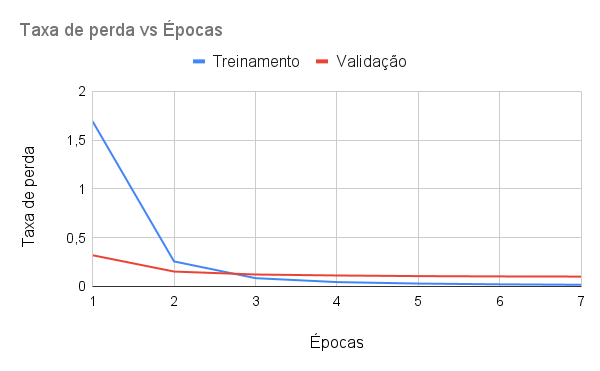 Taxa de perda vs Épocas
Treinamento Validação
2
1,5
1
0,5
0
Taxa de perda
1 2 3 4 5 6 7
Épocas